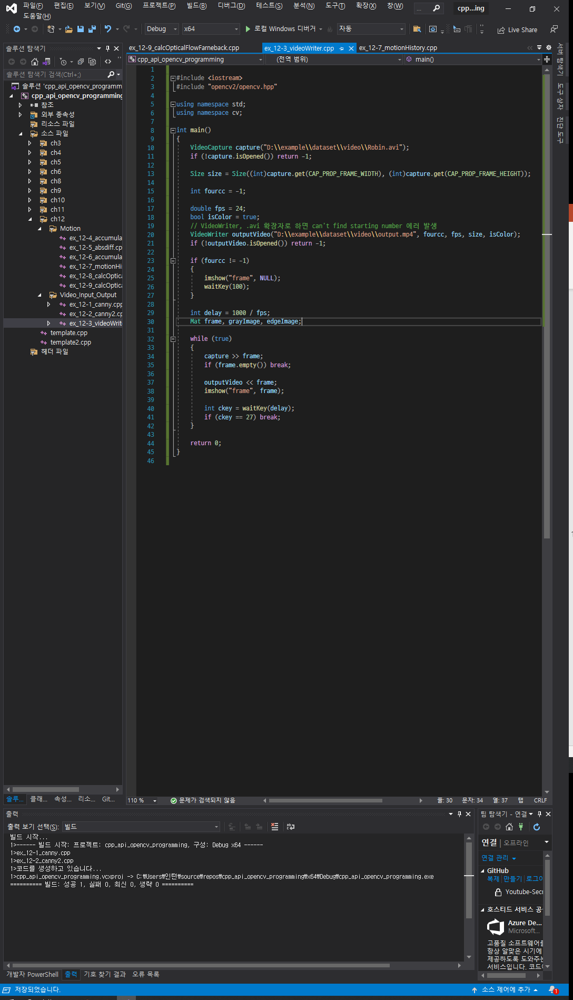 파일(F) 편집(E) 보기(V) Git(G) 프로젝트(P) 빌드(B) 디버그(D) 테스트(S) 분석(N) 도구(T) 확장(X) 창(W) ... cpp...ing
도움말(H)
Debug x64 로컬 Windows 디버거 자동 Live Share
솔루션 탐색기
솔루션 탐색기 검색(Ctrl+;)
솔루션 'cpp_api_opencv_programm
cpp_api_opencv_programming
참조
외부 종속성
리소스 파일
소스 파일
ch3
ch4
ch5
ch6
ch8
ch9
ch10
ch11
ch12
Motion
ex_12-4_accumula
ex_12-5_absdiff.cp
ex_12-6_accumula
ex_12-7_motionHi
ex_12-8_calcOptic
ex_12-9_calcOptic
Video_Input_Output
ex_12-1_canny.cpp
ex_12-2_canny2.cp
ex_12-3_videoWrit
template.cpp
template2.cpp
헤더 파일
솔루... 클래... 속성... 리소... Git...
ex_12-9_calcOpticalFlowFarneback.cpp ex_12-3_videoWriter.cpp ex_12-7_motionHistory.cpp
cpp_api_opencv_programming (전역 범위) main()
1
2 #include <iostream>
3 #include "opencv2/opencv.hpp"
4
5 using namespace std;
6 using namespace cv;
7
8 int main()
9 {
10 VideoCapture capture("D:\\example\\dataset\\video\\Robin.avi");
11 if (!capture.isOpened()) return -1;
12
13 Size size = Size((int)capture.get(CAP_PROP_FRAME_WIDTH), (int)capture.get(CAP_PROP_FRAME_HEIGHT));
14
15 int fourcc = -1;
16
17 double fps = 24;
18 bool isColor = true;
19 // VideoWriter, .avi 확장자로 하면 can't find starting number 에러 발생
20 VideoWriter outputVideo("D:\\example\\dataset\\video\\output.mp4", fourcc, fps, size, isColor);
21 if (!outputVideo.isOpened()) return -1;
22
23 if (fourcc != -1)
24 {
25 imshow("frame", NULL);
26 waitKey(100);
27 }
28
29 int delay = 1000 / fps;
30 Mat frame, grayImage, edgeImage;
31
32 while (true)
33 {
34 capture >> frame;
35 if (frame.empty()) break;
36
37 outputVideo << frame;
38 imshow("frame", frame);
39
40 int ckey = waitKey(delay);
41 if (ckey == 27) break;
42 }
43
44 return 0;
45 }
46
서버 탐색기
도구 상자
진단 도구
110 % 문제가 검색되지 않음 줄: 30 문자: 34 열: 37 탭 CRLF
출력
출력 보기 선택(S): 빌드
빌드 시작...
1>------ 빌드 시작: 프로젝트: cpp_api_opencv_programming, 구성: Debug x64 ------
1>ex_12-1_canny.cpp
1>ex_12-2_canny2.cpp
1>코드를 생성하고 있습니다...
1>cpp_api_opencv_programming.vcxproj -> C:₩Users₩인턴₩source₩repos₩cpp_api_opencv_programming₩x64₩Debug₩cpp_api_opencv_programming.exe
========== 빌드: 성공 1, 실패 0, 최신 0, 생략 0 ==========
개발자 PowerShell 출력 기호 찾기 결과 오류 목록
팀 탐색기 - 연결
연결 | 오프라인
연결 관리
GitHub
복제 | 만들기 | 로그아
Youtube-Secr
호스티드 서비스 공
Azure De...
Microsoft...
고품질 소프트웨어를
항상 알맞은 시기에
제공하도록 도와주는
서비스입니다. 코드
저장되었습니다. 소스 제어에 추가 1